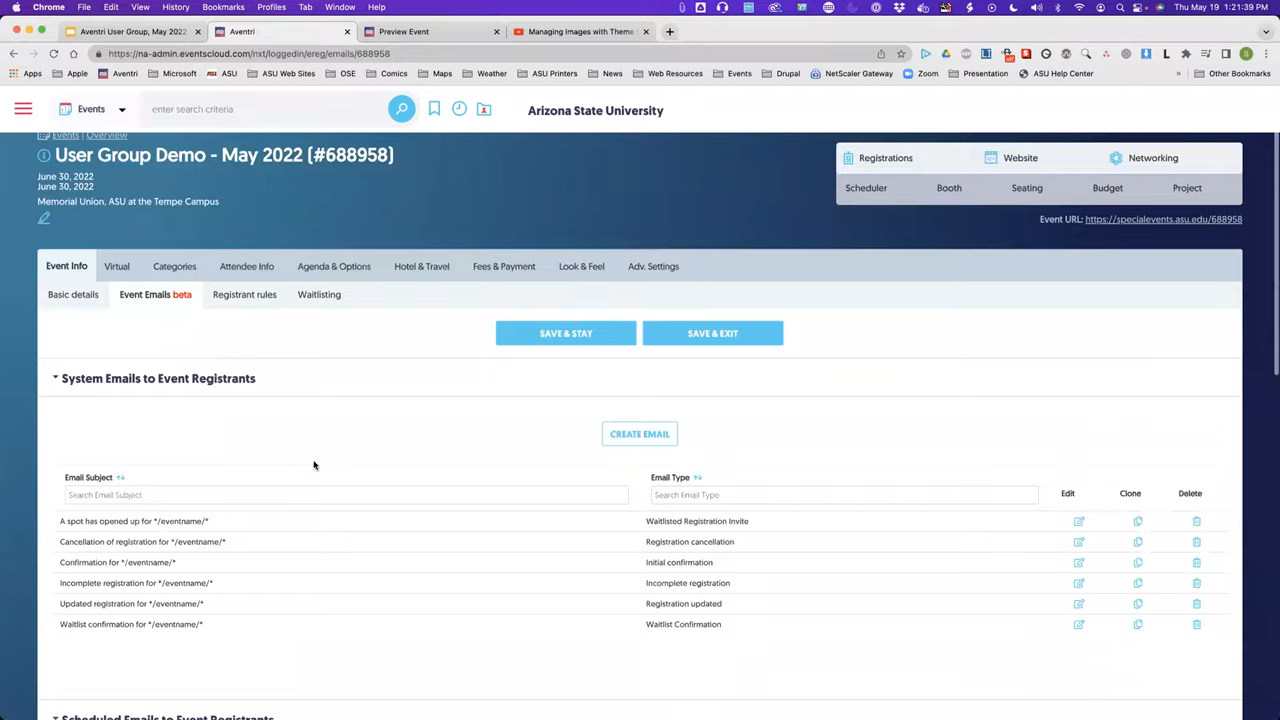 Chrome File Edit View History Bookmarks Profiles Tab Window Help Thu May 19 1:21:39 PM
Aventri User Group, May 2022 Aventri Preview Event Managing Images with Theme
https://na-admin.eventscloud.com/nxt/loggedin/ereg/emails/688958
Apps Apple Aventri Microsoft ASU ASU Web Sites OSE Comics Maps Weather ASU Printers News Web Resources Events Drupal NetScaler Gateway Zoom Presentation ASU Help Center » Other Bookmarks
Events enter search criteria Arizona State University
Events | Overview
User Group Demo - May 2022 (#688958)
Registrations Website Networking
June 30, 2022
June 30, 2022
Scheduler Booth Seating Budget Project
Memorial Union, ASU at the Tempe Campus
Event URL: https://specialevents.asu.edu/688958
Event Info Virtual Categories Attendee Info Agenda & Options Hotel & Travel Fees & Payment Look & Feel Adv. Settings
Basic details Event Emails beta Registrant rules Waitlisting
SAVE & STAY SAVE & EXIT
System Emails to Event Registrants
CREATE EMAIL
Email Subject Email Type
Edit Clone Delete
Search Email Subject Search Email Type
A spot has opened up for */eventname/* Waitlisted Registration Invite
Cancellation of registration for */eventname/* Registration cancellation
Confirmation for */eventname/* Initial confirmation
Incomplete registration for */eventname/* Incomplete registration
Updated registration for */eventname/* Registration updated
Waitlist confirmation for */eventname/* Waitlist Confirmation
Scheduled Emails to Event Registrants